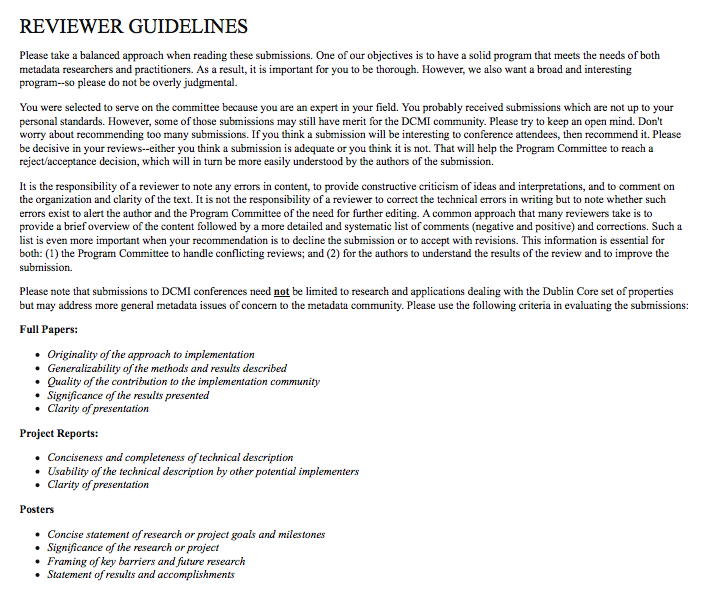 REVIEWER GUIDELINES
Please take a balanced approach when reading these submissions. One of our objectives is to have a solid program that meets the needs of both
metadata researchers and practitioners. As a result, it is important for you to be thorough. However, we also want a broad and interesting
program--so please do not be overly judgmental.
You were selected to serve on the committee because you are an expert in your field. You probably received submissions which are not up to your
personal standards. However, some of those submissions may still have merit for the DCMI community. Please try to keep an open mind. Don't
worry about recommending too many submissions. If you think a submission will be interesting to conference attendees, then recommend it. Please
be decisive in your reviews--either you think a submission is adequate or you think it is not. That will help the Program Committee to reach a
reject/acceptance decision, which will in turn be more easily understood by the authors of the submission.
It is the responsibility of a reviewer to note any errors in content, to provide constructive criticism of ideas and interpretations, and to comment on
the organization and clarity of the text. It is not the responsibility of a reviewer to correct the technical errors in writing but to note whether such
errors exist to alert the author and the Program Committee of the need for further editing. A common approach that many reviewers take is to
provide a brief overview of the content followed by a more detailed and systematic list of comments (negative and positive) and corrections. Such a
list is even more important when your recommendation is to decline the submission or to accept with revisions. This information is essential for
both: (1) the Program Committee to handle conflicting reviews; and (2) for the authors to understand the results of the review and to improve the
submission.
Please note that submissions to DCMI conferences need not be limited to research and applications dealing with the Dublin Core set of properties
but may address more general metadata issues of concern to the metadata community. Please use the following criteria in evaluating the submissions:
Full Papers:
• Originality of the approach to implementation
• Generalizability of the methods and results described
• Quality of the contribution to the implementation community
• Significance of the results presented
• Clarity of presentation
Project Reports:
• Conciseness and completeness of technical description
• Usability of the technical description by other potential implementers
• Clarity of presentation
Posters
• Concise statement of research or project goals and milestones
• Significance of the research or project
• Framing of key barriers and future research
• Statement of results and accomplishments